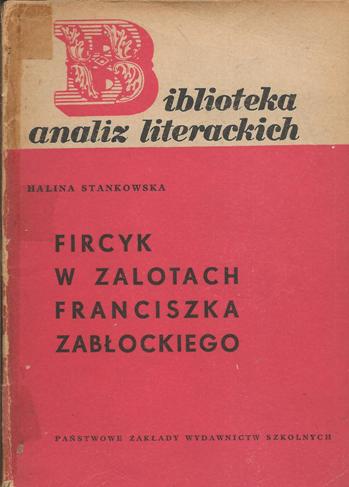 Biblioteka
analiz literackich
HALINA STANKOWSKA
FIRCYK
W ZALOTACH
FRANCISZKA
ZABŁOCKIEGO
PAŃSTWOWE ZAKŁADY WYDAWNICTW SZKOLNYCH